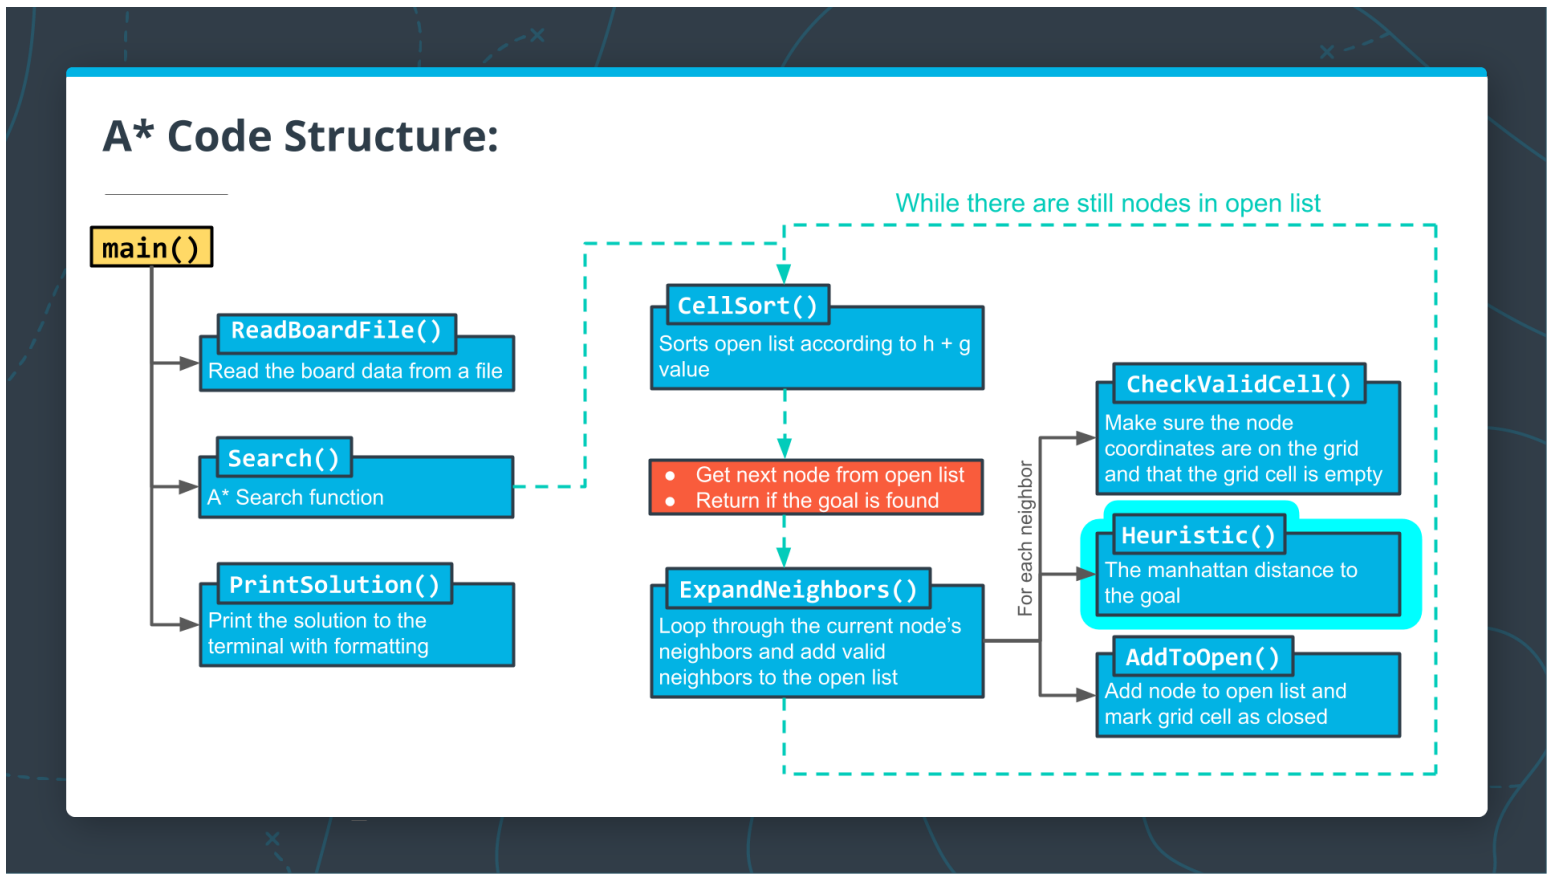 A* Code Structure:
While there are still nodes in open list
main()
ReadBoardFile()
Read the board data from a file
Search()
A* Search function
PrintSolution()
Print the solution to the
terminal with formatting
CellSort()
Sorts open list according to h + g
value
● Get next node from open list
● Return if the goal is found
ExpandNeighbors()
Loop through the current node’s
neighbors and add valid
neighbors to the open list
For each neighbor
CheckValidCell()
Make sure the node
coordinates are on the grid
and that the grid cell is empty
Heuristic()
The manhattan distance to
the goal
AddToOpen()
Add node to open list and
mark grid cell as closed